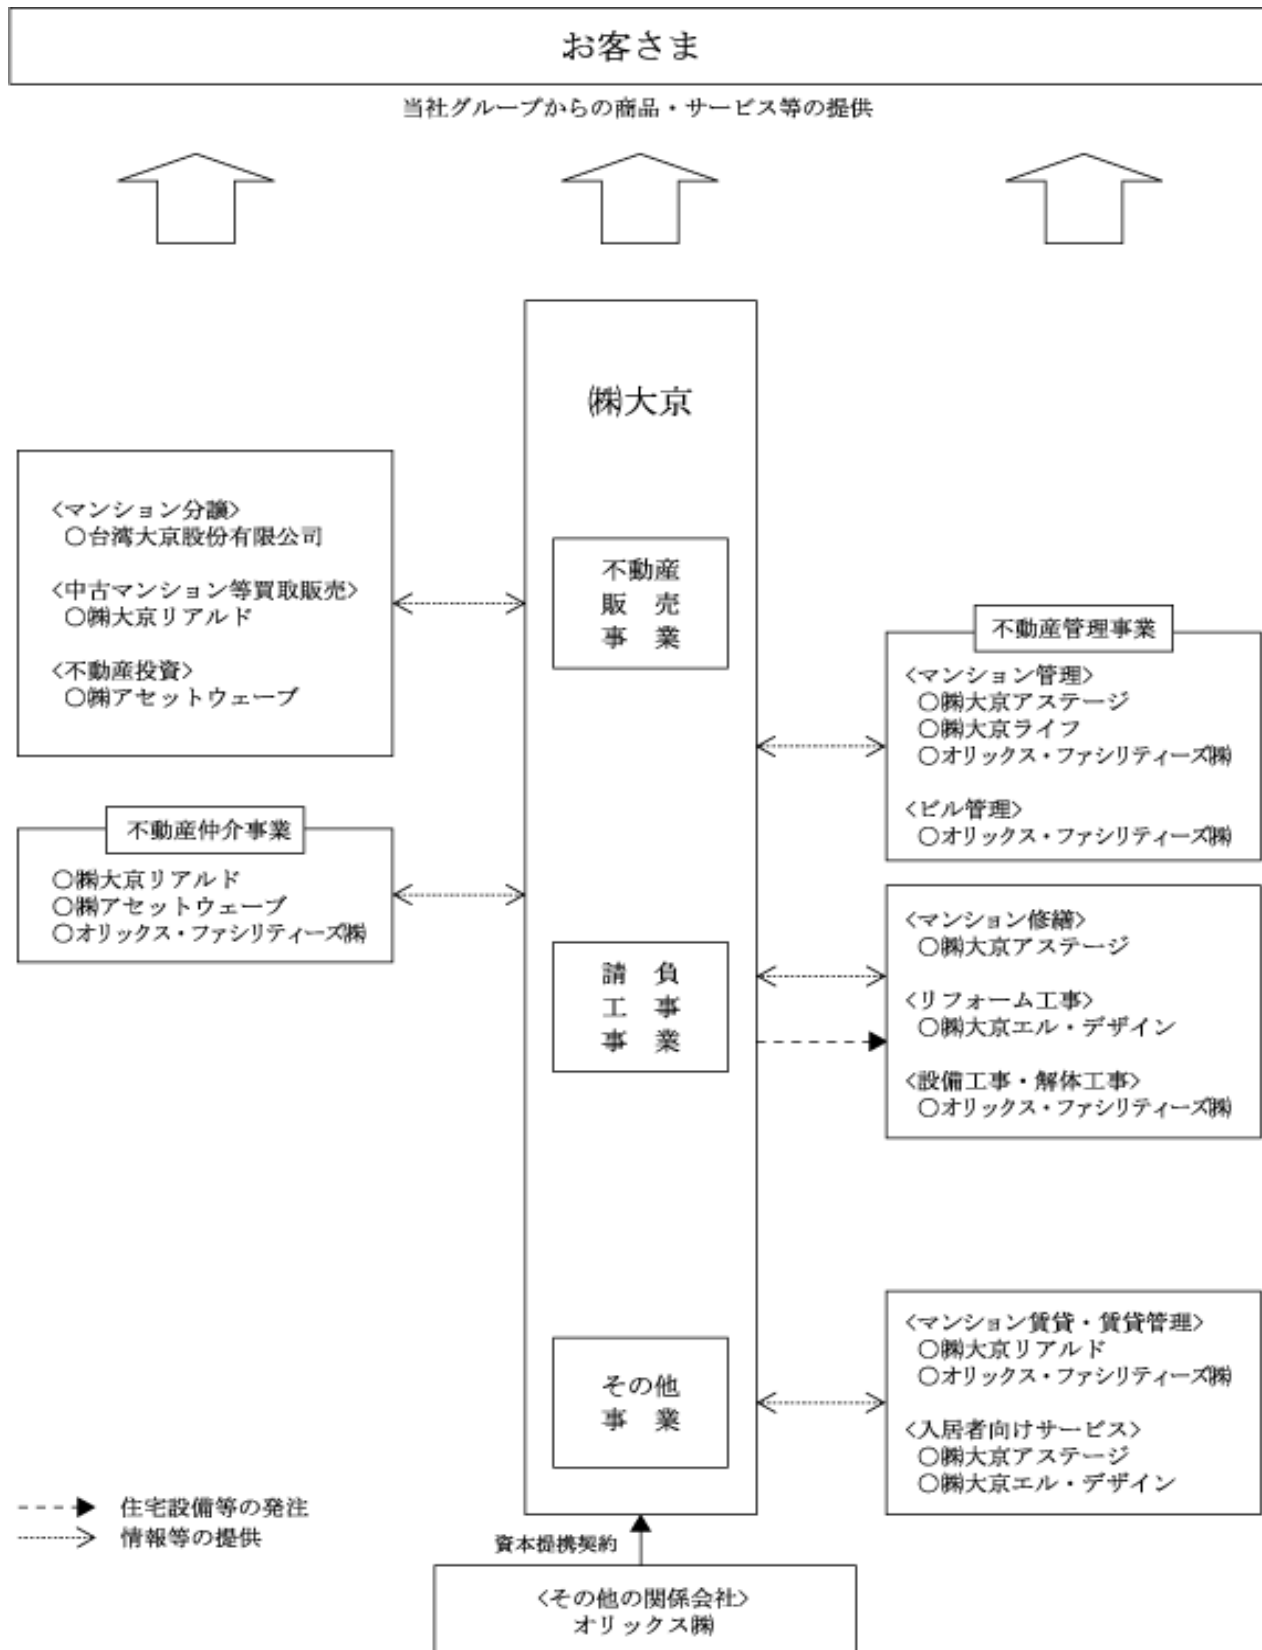 お客さま
当社グループからの商品・サービス等の提供
㈱大京
<マンション分譲>
○台湾大京股份有限公司
<中古マンション等買取販売>
○㈱大京リアルド
<不動産投資>
○㈱アセットウェーブ
不動産
販売
事業
不動産管理事業
<マンション管理>
○㈱大京アステージ
○㈱大京ライフ
○オリックス・ファシリティーズ㈱
<ビル管理>
○オリックス・ファシリティーズ㈱
不動産仲介事業
○㈱大京リアルド
○㈱アセットウェーブ
○オリックス・ファシリティーズ㈱
請負
工事
事業
<マンション修繕>
○㈱大京アステージ
<リフォーム工事>
○㈱大京エル・デザイン
<設備工事・解体工事>
○オリックス・ファシリティーズ㈱
その他
事業
<マンション賃貸・賃貸管理>
○㈱大京リアルド
○オリックス・ファシリティーズ㈱
<入居者向けサービス>
○㈱大京アステージ
○㈱大京エル・デザイン
住宅設備等の発注
情報等の提供
資本提携契約
<その他の関係会社>
オリックス㈱